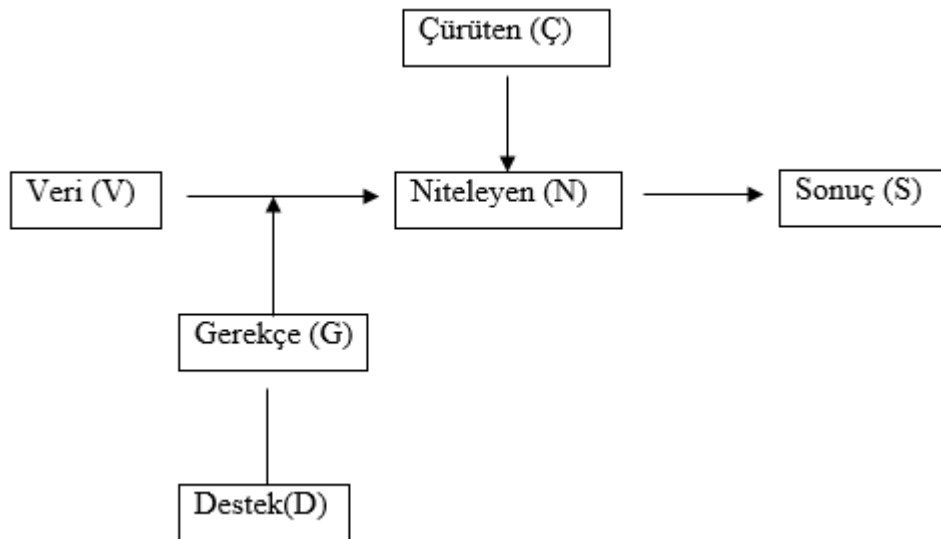 Çürüten (Ç)
Veri (V)
Niteleyen (N)
Sonuç (S)
Gerekçe (G)
Destek(D)